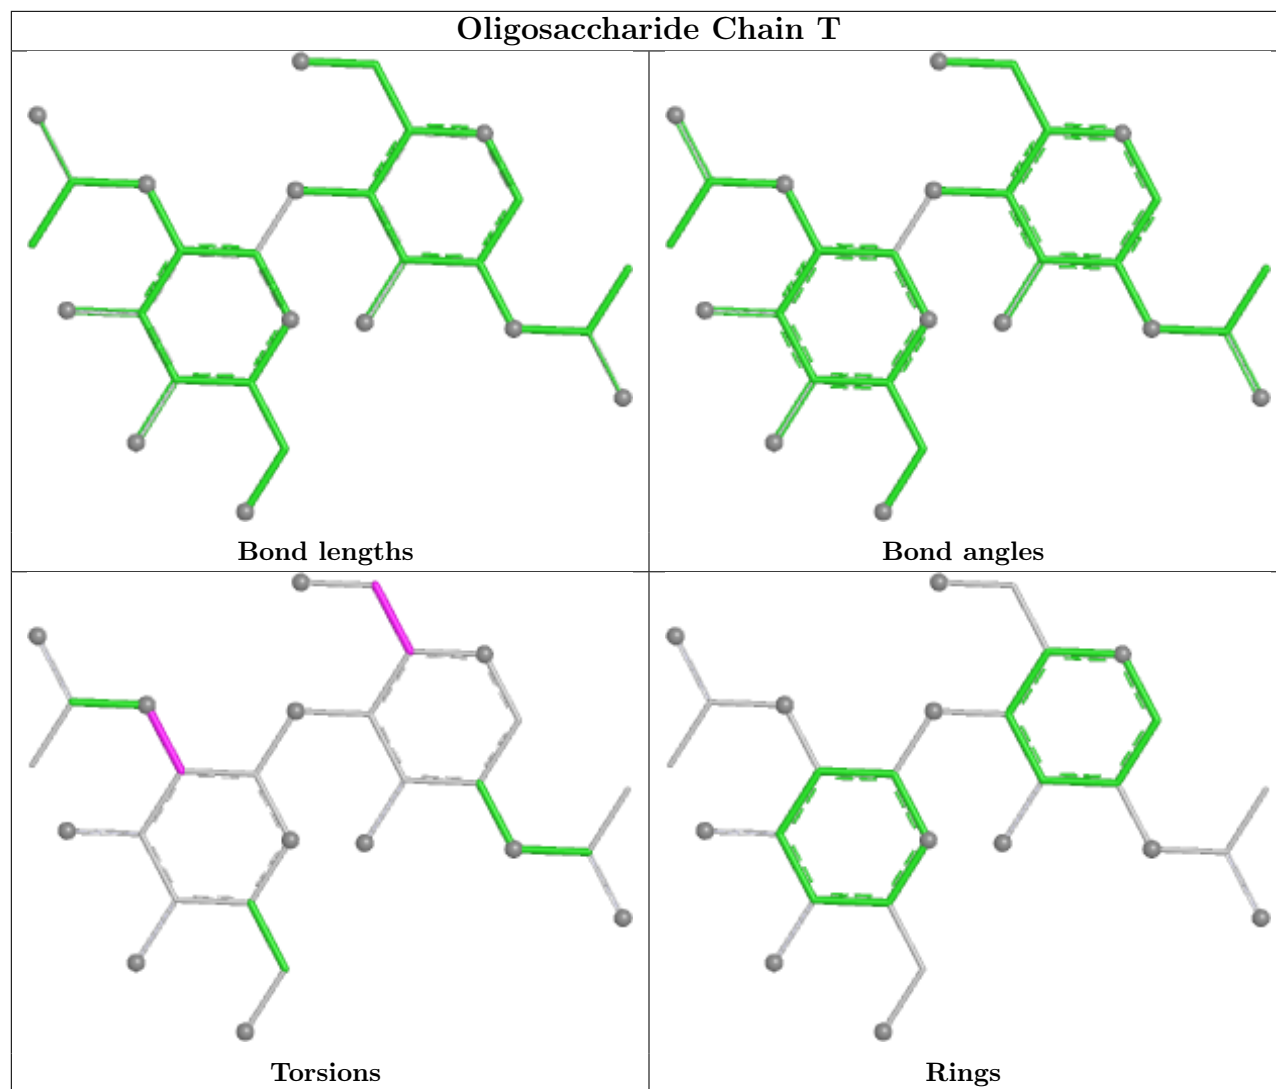 Oligosaccharide Chain T
Bond lengths
Bond angles
Torsions
Rings